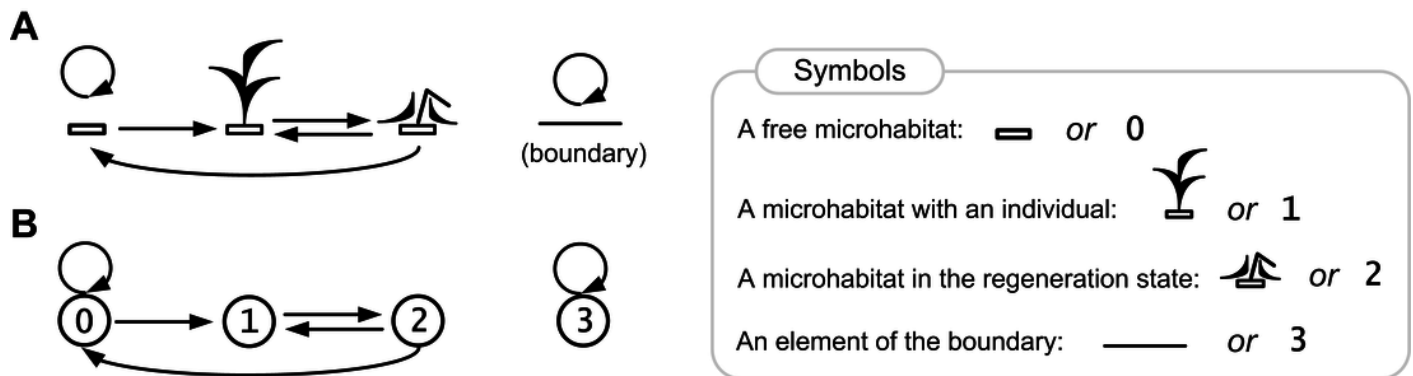 A
(boundary)
B
0 1 2 3
Symbols
A free microhabitat: or 0
A microhabitat with an individual: or 1
A microhabitat in the regeneration state: or 2
An element of the boundary: or 3